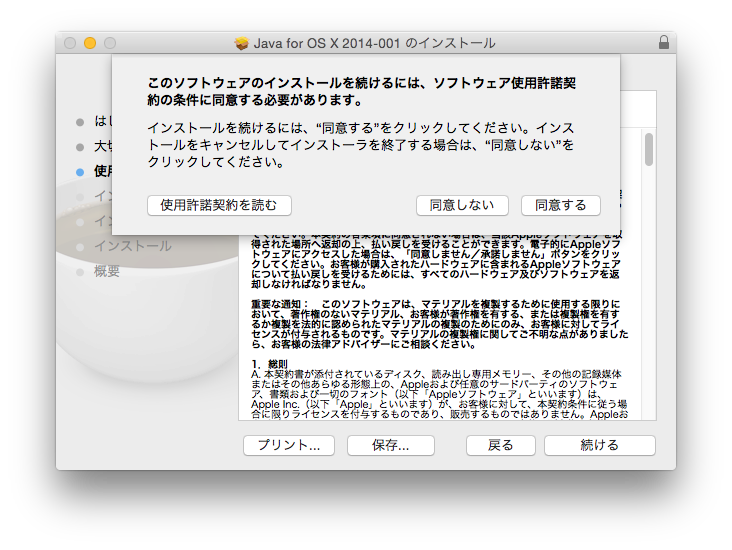 Java for OS X 2014-001 のインストール
このソフトウェアのインストールを続けるには、ソフトウェア使用許諾契
約の条件に同意する必要があります。
インストールを続けるには、“同意する”をクリックしてください。インス
トールをキャンセルしてインストーラを終了する場合は、“同意しない”を
クリックしてください。
使用許諾契約を読む
同意しない
同意する
はじ
大切
使用
イン
イン
インストール
概要
得された場所へ返却の上、払い戻しを受けることができます。電子的にAppleソフ
トウェアにアクセスした場合は、「同意しません／承諾しません」ボタンをクリッ
クしてください。お客様が購入されたハードウェアに含まれるAppleソフトウェア
について払い戻しを受けるためには、すべてのハードウェア及びソフトウェアを返
却しなければなりません。
重要な通知： このソフトウェアは、マテリアルを複製するために使用する限りに
おいて、著作権のないマテリアル、お客様が著作権を有する、または複製権を有す
るか複製を法的に認められたマテリアルの複製のためにのみ、お客様に対してライ
センスが付与されるものです。マテリアルの複製権に関してご不明な点がありました
ら、お客様の法律アドバイザーにご相談ください。
1. 総則
A. 本契約書が添付されているディスク、読み出し専用メモリー、その他の記録媒体
またはその他あらゆる形態上の、Appleおよび任意のサードパーティのソフトウェ
ア、書類および一切のフォント（以下「Appleソフトウェア」といいます）は、
Apple Inc.（以下「Apple」といいます）が、お客様に対して、本契約条件に従う場
合に限りライセンスを付与するものであり、販売するものではありません。Appleお
プリント...
保存...
戻る
続ける